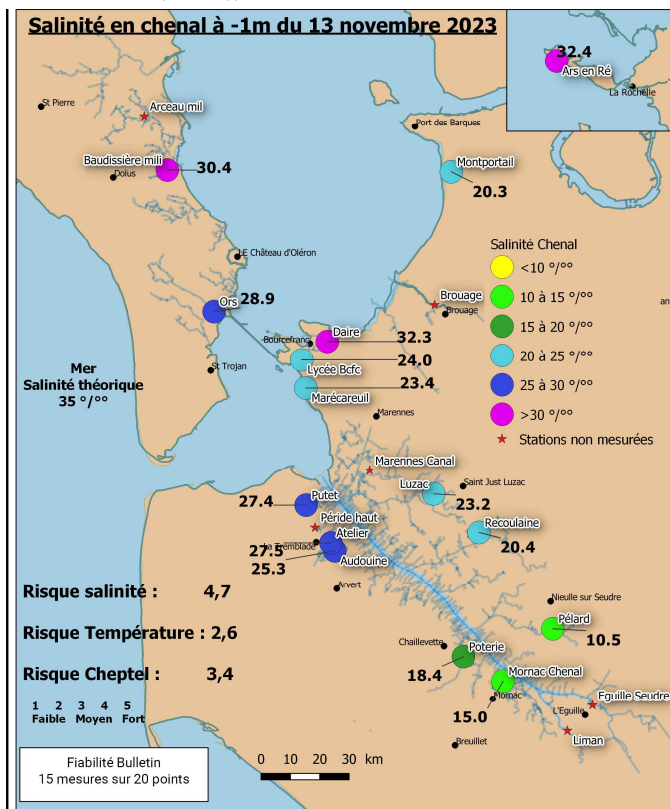 Salinité en chenal à -1m du 13 novembre 2023
32.4
Ars en Ré
La Rochelle
St Pierre
Arceau mil
Port des Barques
Baudissière mili
30.4
Dolus
Montportail
20.3
LE Château d'Oléron
Salinité Chenal
<10 °/°°
10 à 15 °/°°
15 à 20 °/°°
20 à 25 °/°°
25 à 30 °/°°
>30 °/°°
Stations non mesurées
Ors
28.9
Brouage
Brouage
an
Daire
Bourcefranc
32.3
24.0
Lycée Bcfc
23.4
Marécareuil
St Trojan
Mer
Salinité théorique
35 °/°°
Marennes
Marennes Canal
Luzac
Saint Just Luzac
23.2
Putet
27.4
Péride haut
Atelier
La Tremblade
27.5
Audouine
25.3
Recoulaine
20.4
Arvert
Risque salinité : 4,7
Risque Température : 2,6
Risque Cheptel : 3,4
1 2 3 4 5
Faible Moyen Fort
Nieulle sur Seudre
Pélard
10.5
Chaillevette
Poterie
18.4
Mornac Chenal
Mornac
15.0
Eguille Seudre
L'Eguille
Liman
Breuillet
Fiabilité Bulletin
15 mesures sur 20 points
0 10 20 30 km